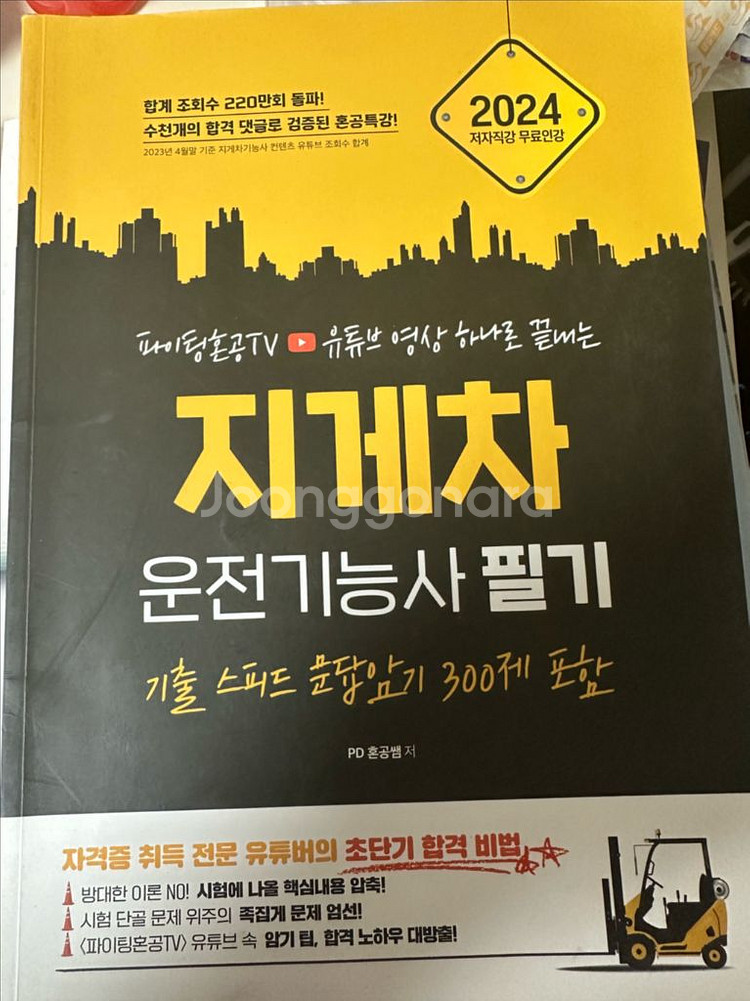 합계 조회수 220만회 돌파!
수천개의 합격 댓글로 검증된 혼공특강!
2023년 4월말 기준 지게차기능사 컨텐츠 유튜브 조회수 합계
2024
저자직강 무료인강
파이팅혼공TV 유튜브 영상 하나로 끝내는
지게차
Joonggonara
운전기능사 필기
기출 스피드 문답암기 300제 포함
PD 혼공쌤 저
자격증 취득 전문 유튜버의 초단기 합격 비법
방대한 이론 NO! 시험에 나올 핵심내용 압축!
시험 단골 문제 위주의 족집게 문제 엄선!
<파이팅혼공TV> 유튜브 속 암기 팁, 합격 노하우 대방출!